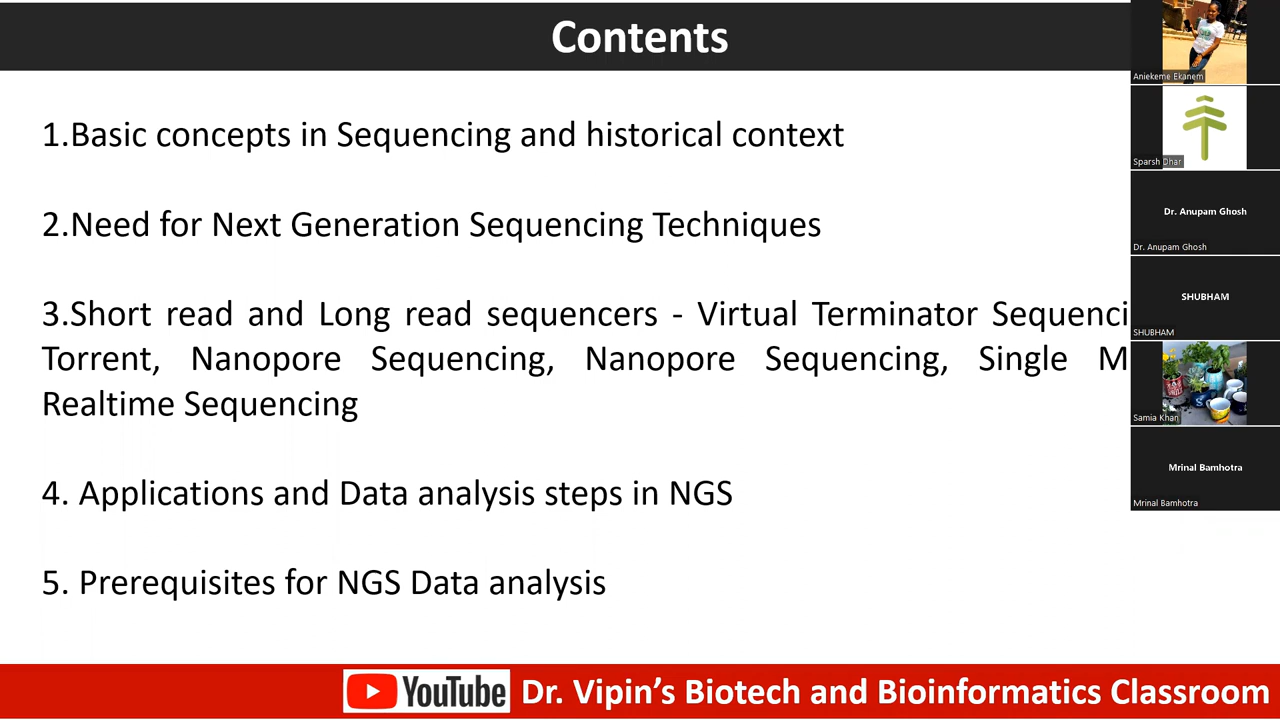 Contents
1.Basic concepts in Sequencing and historical context
2.Need for Next Generation Sequencing Techniques
3.Short read and Long read sequencers - Virtual Terminator Sequenci
Torrent, Nanopore Sequencing, Nanopore Sequencing, Single M
Realtime Sequencing
4. Applications and Data analysis steps in NGS
5. Prerequisites for NGS Data analysis
YouTube Dr. Vipin's Biotech and Bioinformatics Classroom
Aniekeme Ekanem
Sparsh Dhar
Dr. Anupam Ghosh
Dr. Anupam Ghosh
SHUBHAM
SHUBHAM
Samia Khan
Mrinal Bamhotra
Mrinal Bamhotra